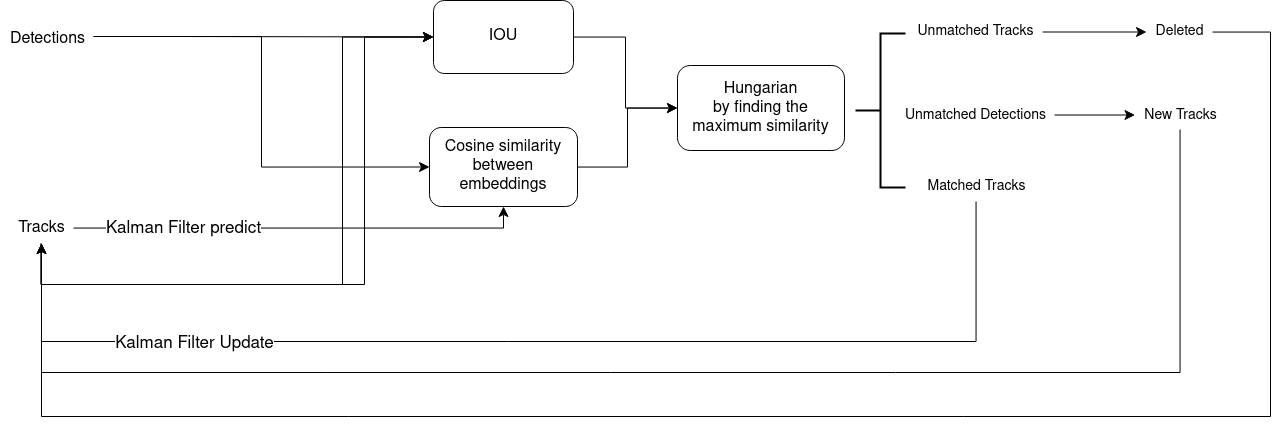 Detections
IOU
Unmatched Tracks
Deleted
Hungarian
by finding the
maximum similarity
Unmatched Detections
New Tracks
Cosine similarity
between
embeddings
Matched Tracks
Tracks
Kalman Filter predict
Kalman Filter Update